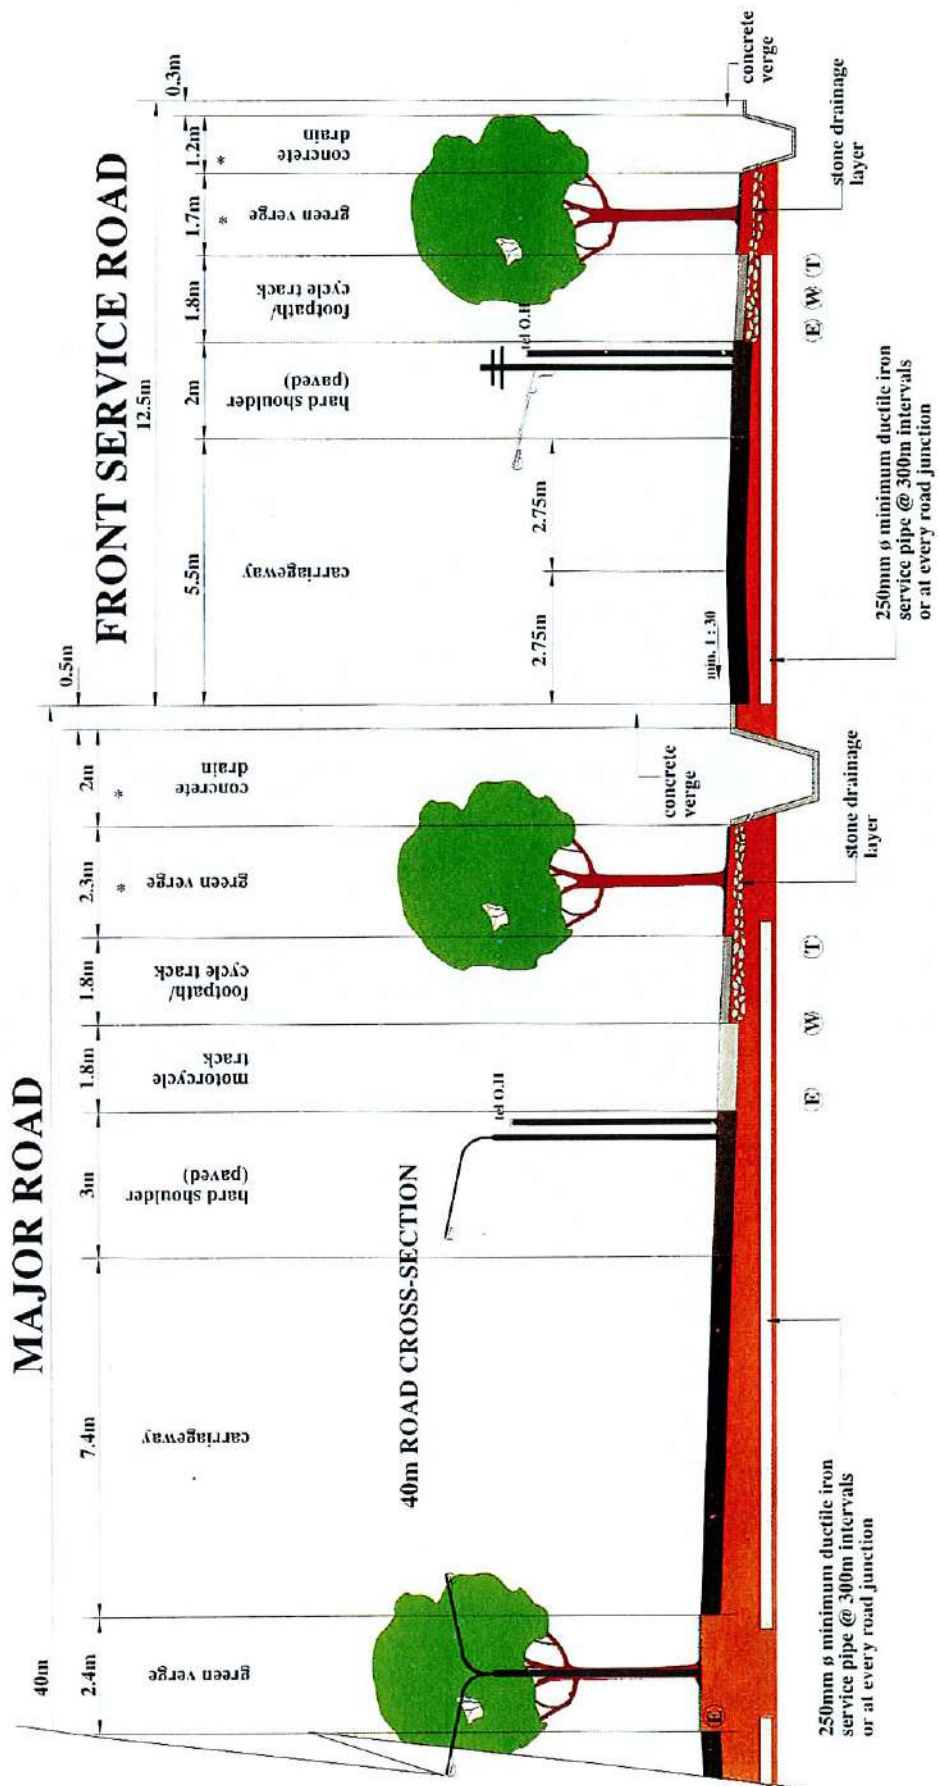 MAJOR ROAD
40m
2.4m
7.4m
3m
1.8m
1.8m
2.3m
2m
0.5m
green verge
carriageway
hard shoulder
(paved)
motorcycle
track
footpath/
cycle track
green verge
*
concrete
drain
*
40m ROAD CROSS-SECTION
tel O.H
concrete
verge
E
E
W
T
stone drainage
layer
250mm ø minimum ductile iron
service pipe @ 300m intervals
or at every road junction
FRONT SERVICE ROAD
12.5m
5.5m
2m
1.8m
1.7m
1.2m
0.3m
carriageway
hard shoulder
(paved)
footpath/
cycle track
green verge
*
concrete
drain
*
2.75m
2.75m
tel O.H
min. 1 : 30
concrete
verge
E W T
stone drainage
layer
250mm ø minimum ductile iron
service pipe @ 300m intervals
or at every road junction